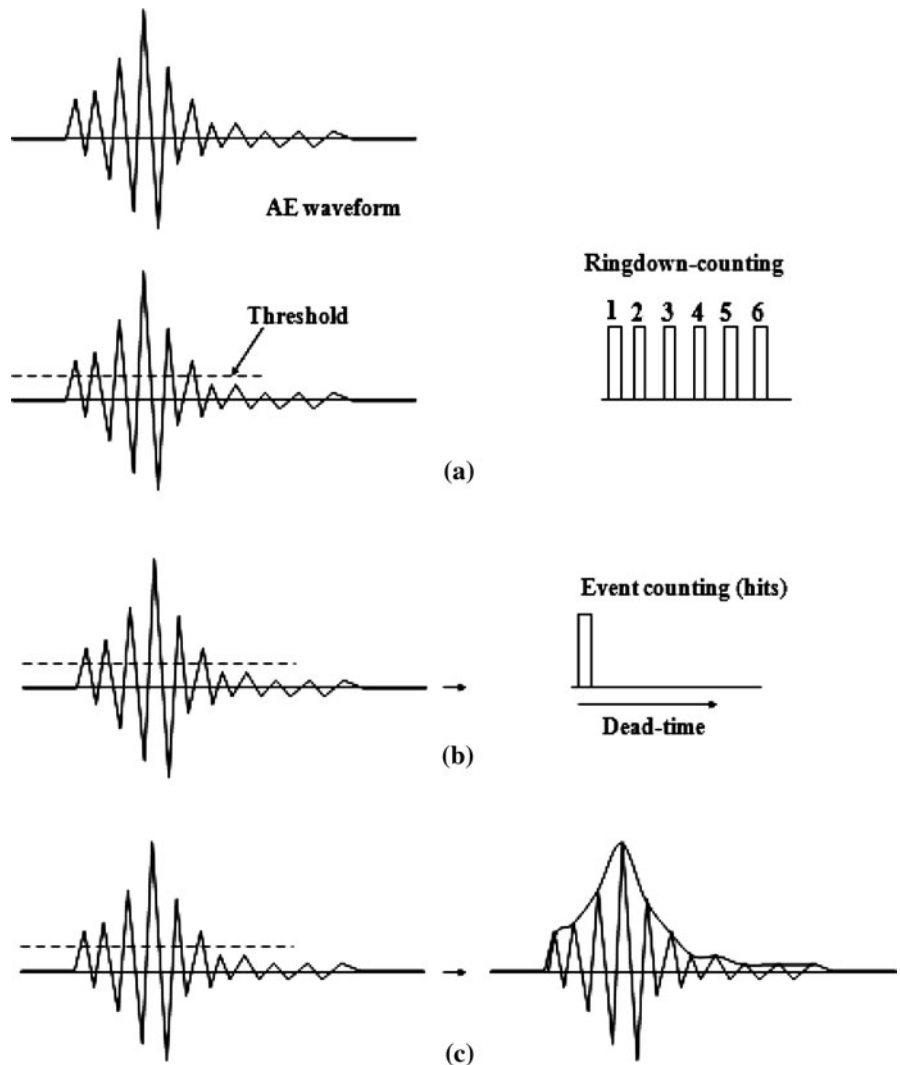 AE waveform
Ringdown-counting
Threshold
1 2 3 4 5 6
(a)
Event counting (hits)
Dead-time
(b)
(c)